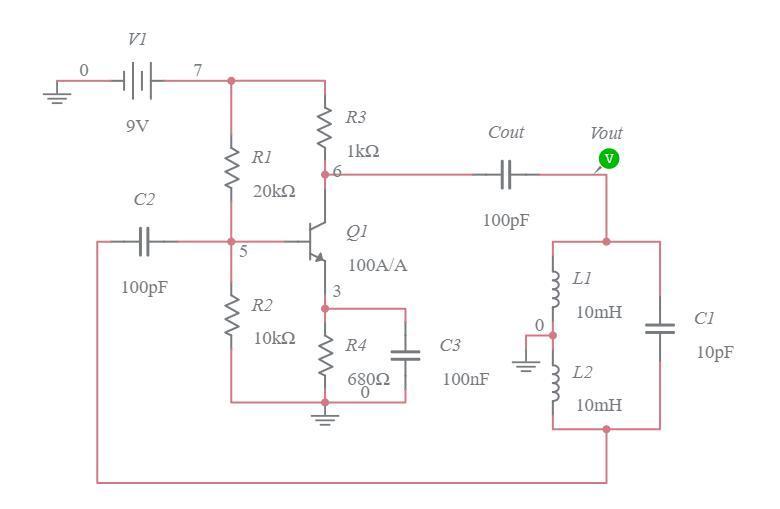 V1
0
7
9V
R3
1kΩ
6
Cout
Vout
V
100pF
R1
20kΩ
C2
100pF
5
Q1
100A/A
3
L1
10mH
0
C1
10pF
R2
10kΩ
R4
680Ω
0
C3
100nF
L2
10mH